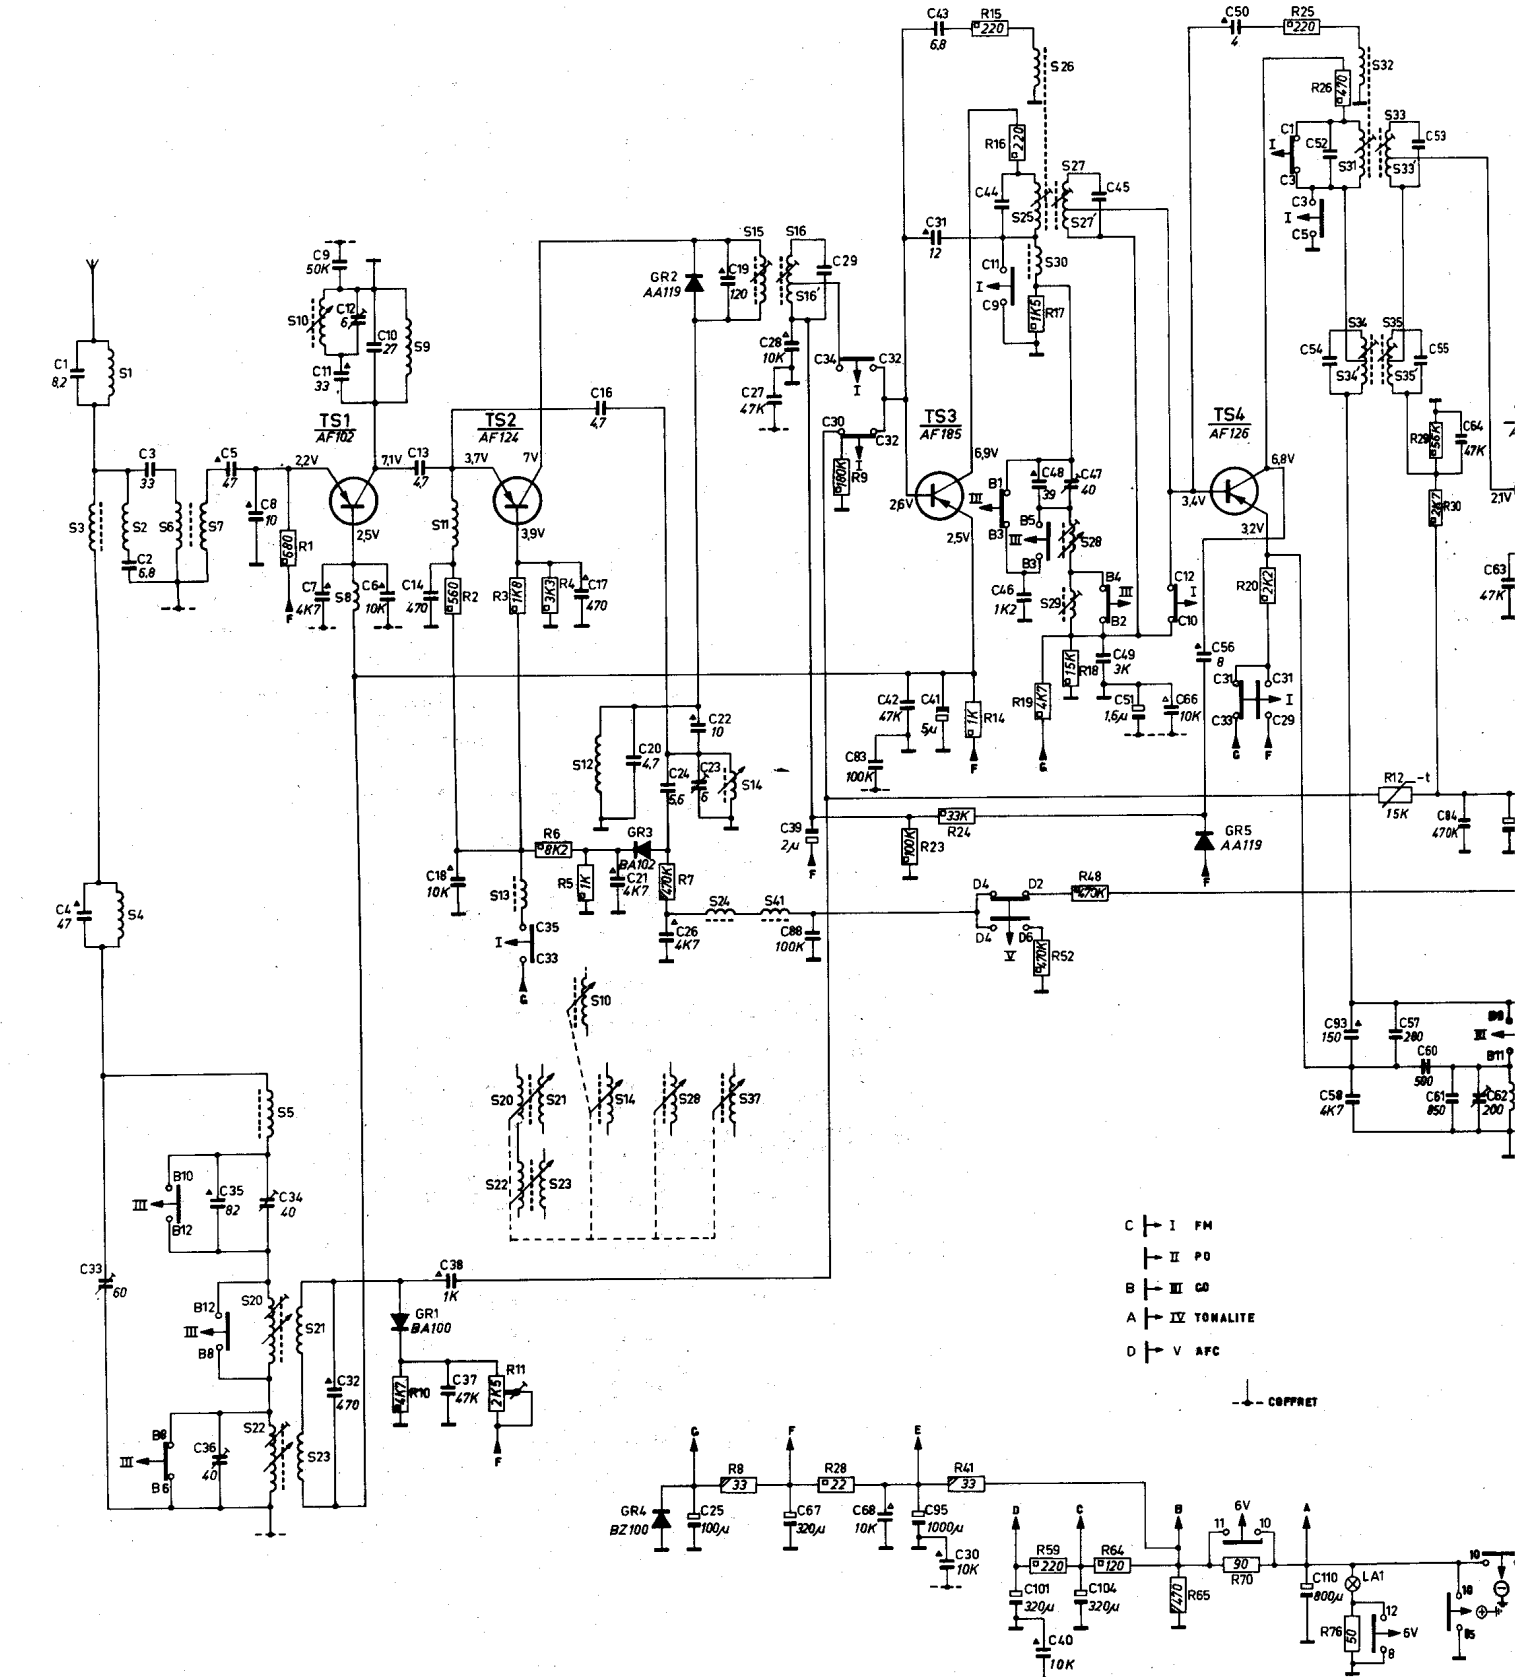 C43
6,8
R15
220
S26
C50
4
R25
220
S32
R26
470
R16
220
C1
I
C3
C52
S31
S33
S33'
C53
C3
I
C5
C44
S25
S27
S27'
C45
C31
12
C11
I
C9
S30
R17
1K5
C9
50K
S10
C12
6
C10
27
S9
C11
33
GR2
AA119
C19
120
S15
S16
S16'
C29
C28
10K
C27
47K
C34
C32
I
C30
C32
I
R9
180K
C1
8,2
S1
C54
S34
S34'
S35
S35'
C55
C16
4,7
TS1
AF102
TS2
AF124
TS3
AF185
TS4
AF126
R29
56K
C64
47K
R30
2K7
2,1V
C3
33
C5
47
2,2V
7,1V
C13
4,7
3,7V
7V
6,9V
6,8V
2,6V
3,4V
3,2V
2,5V
2,5V
3,9V
S3
S2
S6
S7
C8
10
R1
680
F
C2
6,8
C7
4K7
S8
C6
10K
C14
470
S11
R2
560
R3
1K8
R4
3K3
C17
470
B1
III
B3
C48
39
C47
40
B5
III
B3
S28
C46
1K2
S29
B4
III
B2
C12
I
C10
R20
2K2
C63
47K
R18
15K
C49
3K
R19
4K7
G
C51
1,6µ
C66
10K
C56
8
C31
C33
C31
I
C29
G
F
C42
47K
C41
5µ
R14
1K
F
C83
100K
S12
C20
4,7
C22
10
C24
5,6
C23
6
S14
R12
-t
15K
C84
470K
C39
2µ
F
R23
100K
R24
33K
GR5
AA119
F
R6
8K2
GR3
BA102
R5
1K
C21
4K7
R7
470K
C18
10K
S13
C35
I
C33
G
C26
4K7
S24
S41
C88
100K
D4
D2
D4
D6
V
R48
470K
R52
470K
C4
47
S4
S10
S20
S21
S14
S28
S37
S22
S23
C93
150
C57
280
C60
500
C58
4K7
C61
850
C62
200
B11
S5
B10
III
B12
C35
82
C34
40
C33
60
B12
III
B8
S20
S21
C38
1K
GR1
BA100
R10
4K7
C37
47K
R11
2K5
F
C32
470
B8
III
B6
C36
40
S22
S23
C I FM
II PO
B III GO
A IV TONALITE
D V AFC
COFFRET
G
F
E
R8
33
R28
22
R41
33
GR4
BZ100
C25
100µ
C67
320µ
C68
10K
C95
1000µ
C30
10K
D
C
B
A
R59
220
R64
120
C101
320µ
C104
320µ
C40
10K
R65
470
6V
11
10
90
R70
C110
800µ
LA1
R76
50
12
6V
8
10